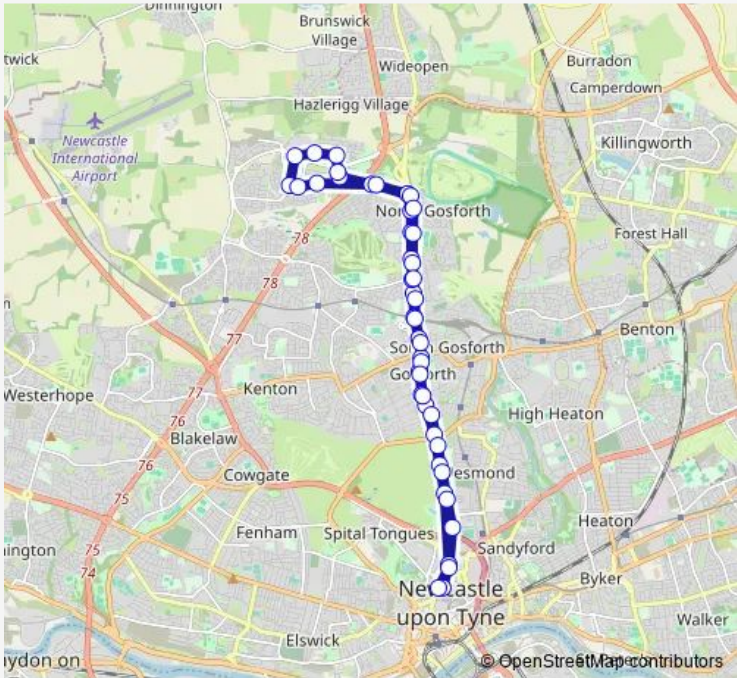 Dinnington
Brunswick
Village
twick
Wideopen
Burradon
Camperdown
Hazlerigg Village
Newcastle
International
Airport
Killingworth
North Gosforth
78
Forest Hall
78
n
77
Benton
South Gosforth
Gosforth
77
Kenton
Westerhope
76
High Heaton
Blakelaw
76
Cowgate
Jesmond
75
Heaton
Fenham
Spital Tongues
nington
75
Sandyford
74
Byker
Newcastle
upon Tyne
Walker
Elswick
aydon on
© OpenStreetMap contributors